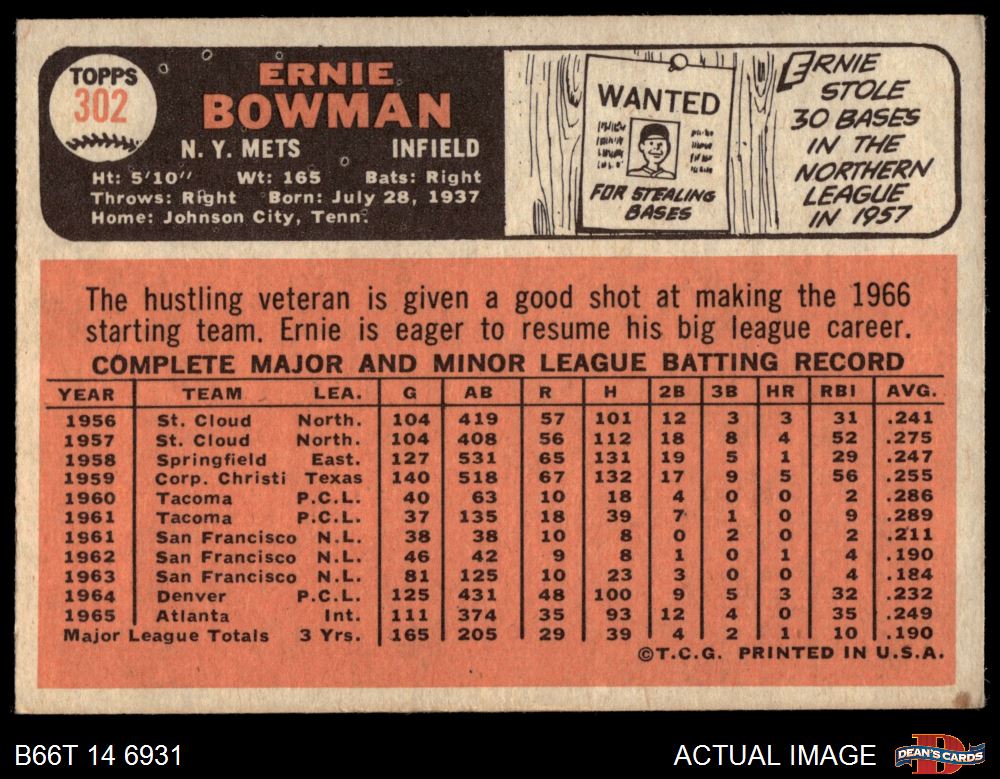 TOPPS
302
ERNIE
BOWMAN
N. Y. METS INFIELD
Ht: 5'10" Wt: 165 Bats: Right
Throws: Right Born: July 28, 1937
Home: Johnson City, Tenn.
WANTED
FOR STEALING
BASES
ERNIE
STOLE
30 BASES
IN THE
NORTHERN
LEAGUE
IN 1957
The hustling veteran is given a good shot at making the 1966
starting team. Ernie is eager to resume his big league career.
COMPLETE MAJOR AND MINOR LEAGUE BATTING RECORD
YEAR TEAM LEA. G AB R H 2B 3B HR RBI AVG.
1956 St. Cloud North. 104 419 57 101 12 3 3 31 .241
1957 St. Cloud North. 104 408 56 112 18 8 4 52 .275
1958 Springfield East. 127 531 65 131 19 5 1 29 .247
1959 Corp. Christi Texas 140 518 67 132 17 9 5 56 .255
1960 Tacoma P.C.L. 40 63 10 18 4 0 0 2 .286
1961 Tacoma P.C.L. 37 135 18 39 7 1 0 9 .289
1961 San Francisco N.L. 38 38 10 8 0 2 0 2 .211
1962 San Francisco N.L. 46 42 9 8 1 0 1 4 .190
1963 San Francisco N.L. 81 125 10 23 3 0 0 4 .184
1964 Denver P.C.L. 125 431 48 100 9 5 3 32 .232
1965 Atlanta Int. 111 374 35 93 12 4 0 35 .249
Major League Totals 3 Yrs. 165 205 29 39 4 2 1 10 .190
©T.C.G. PRINTED IN U.S.A.
B66T 14 6931
ACTUAL IMAGE
DEAN'S CARDS